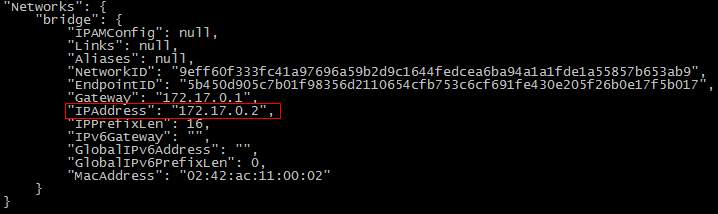 "Networks": {
"bridge": {
"IPAMConfig": null,
"Links": null,
"Aliases": null,
"NetworkID": "9eff60f333fc41a97696a59b2d9c1644fedcea6ba94a1a1fde1a55857b653ab9",
"EndpointID": "5b450d905c7b01f98356d2110654cfb753c6cf691fe430e205f26b0e17f5b017",
"Gateway": "172.17.0.1",
"IPAddress": "172.17.0.2",
"IPPrefixLen": 16,
"IPv6Gateway": "",
"GlobalIPv6Address": "",
"GlobalIPv6PrefixLen": 0,
"MacAddress": "02:42:ac:11:00:02"
}
}